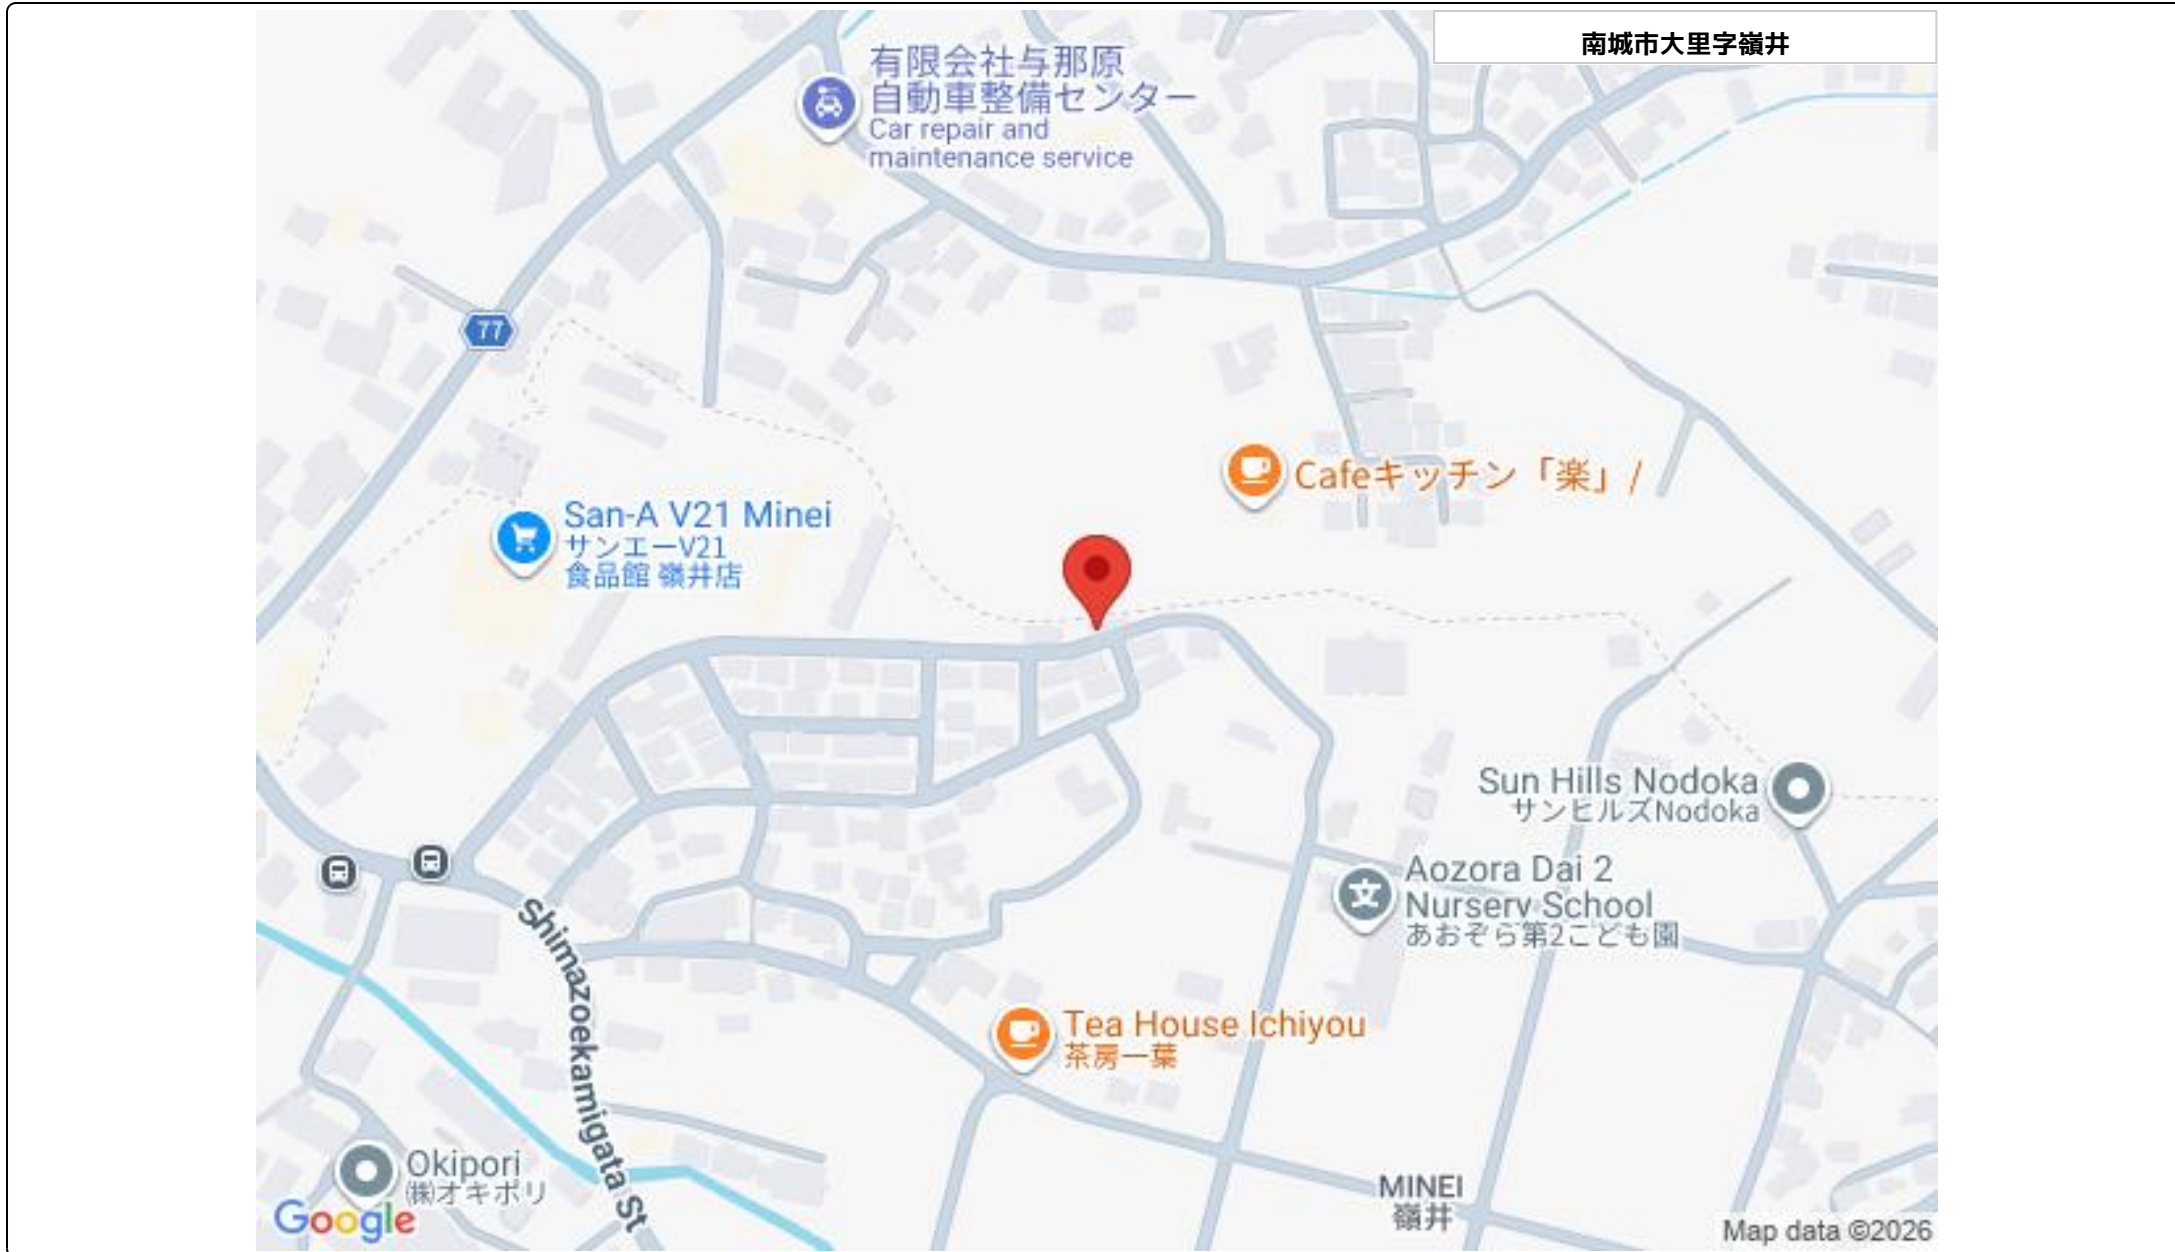 南城市大里字嶺井
有限会社与那原
自動車整備センター
Car repair and
maintenance service
77
Cafeキッチン「楽」/
San-A V21 Minei
サンエーV21
食品館 嶺井店
Sun Hills Nodoka
サンヒルズNodoka
Aozora Dai 2
Nursery School
あおぞら第2こども園
Shimazoekamigata St
Tea House Ichiyou
茶房一葉
Okipori
㈱オキポリ
MINEI
嶺井
Google
Map data ©2026